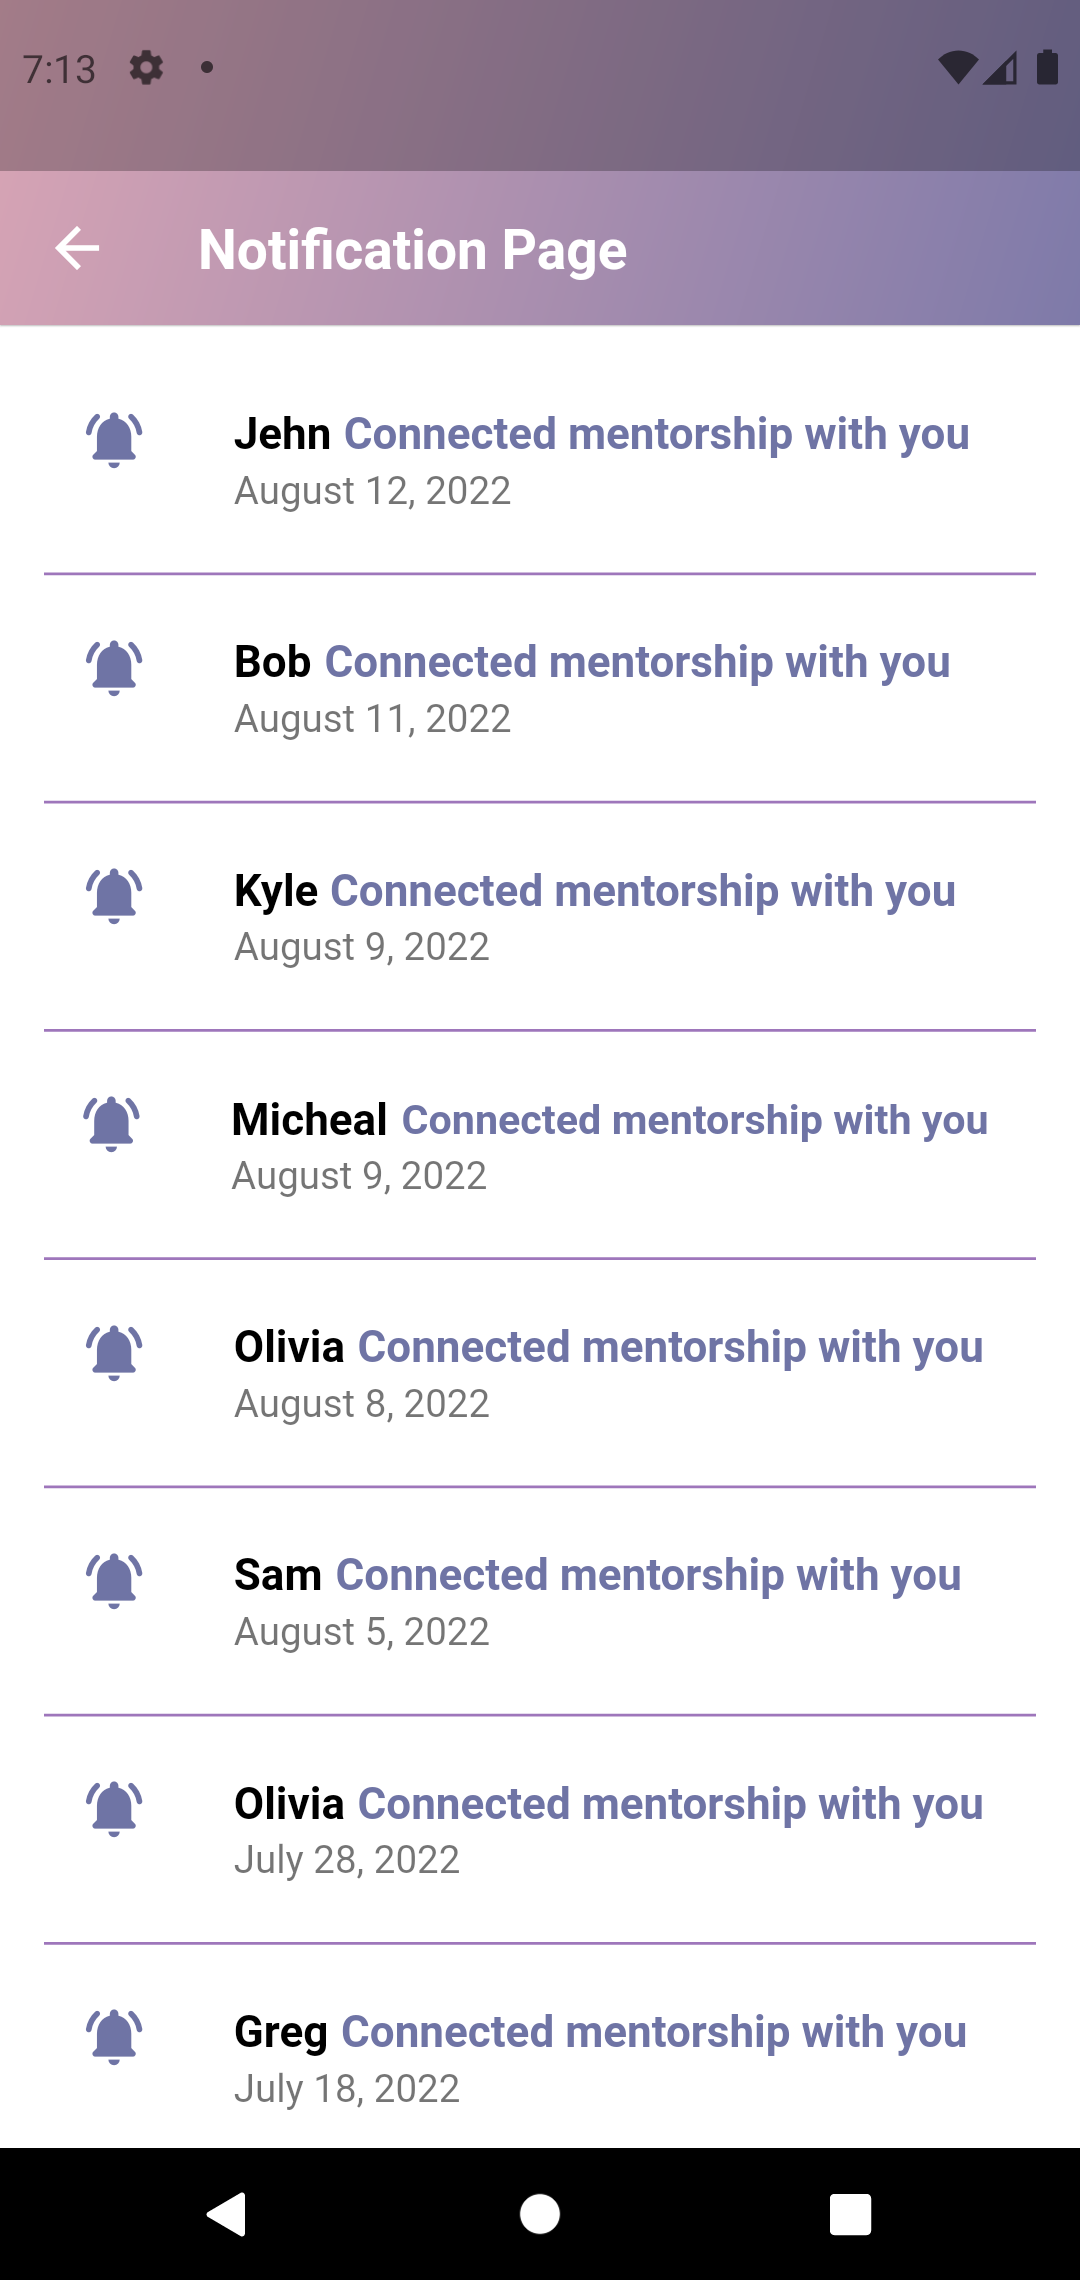 7:13
Notification Page
Jehn Connected mentorship with you
August 12, 2022
Bob Connected mentorship with you
August 11, 2022
Kyle Connected mentorship with you
August 9, 2022
Micheal Connected mentorship with you
August 9, 2022
Olivia Connected mentorship with you
August 8, 2022
Sam Connected mentorship with you
August 5, 2022
Olivia Connected mentorship with you
July 28, 2022
Greg Connected mentorship with you
July 18, 2022